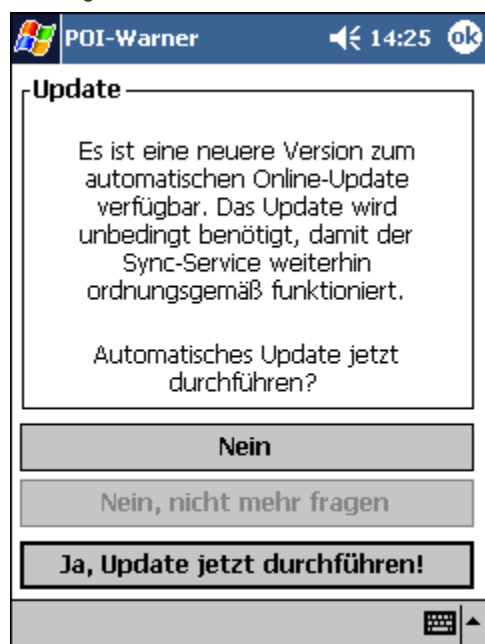 POI-Warner
14:25
ok
Update
Es ist eine neuere Version zum
automatischen Online-Update
verfügbar. Das Update wird
unbedingt benötigt, damit der
Sync-Service weiterhin
ordnungsgemäß funktioniert.
Automatisches Update jetzt
durchführen?
Nein
Nein, nicht mehr fragen
Ja, Update jetzt durchführen!